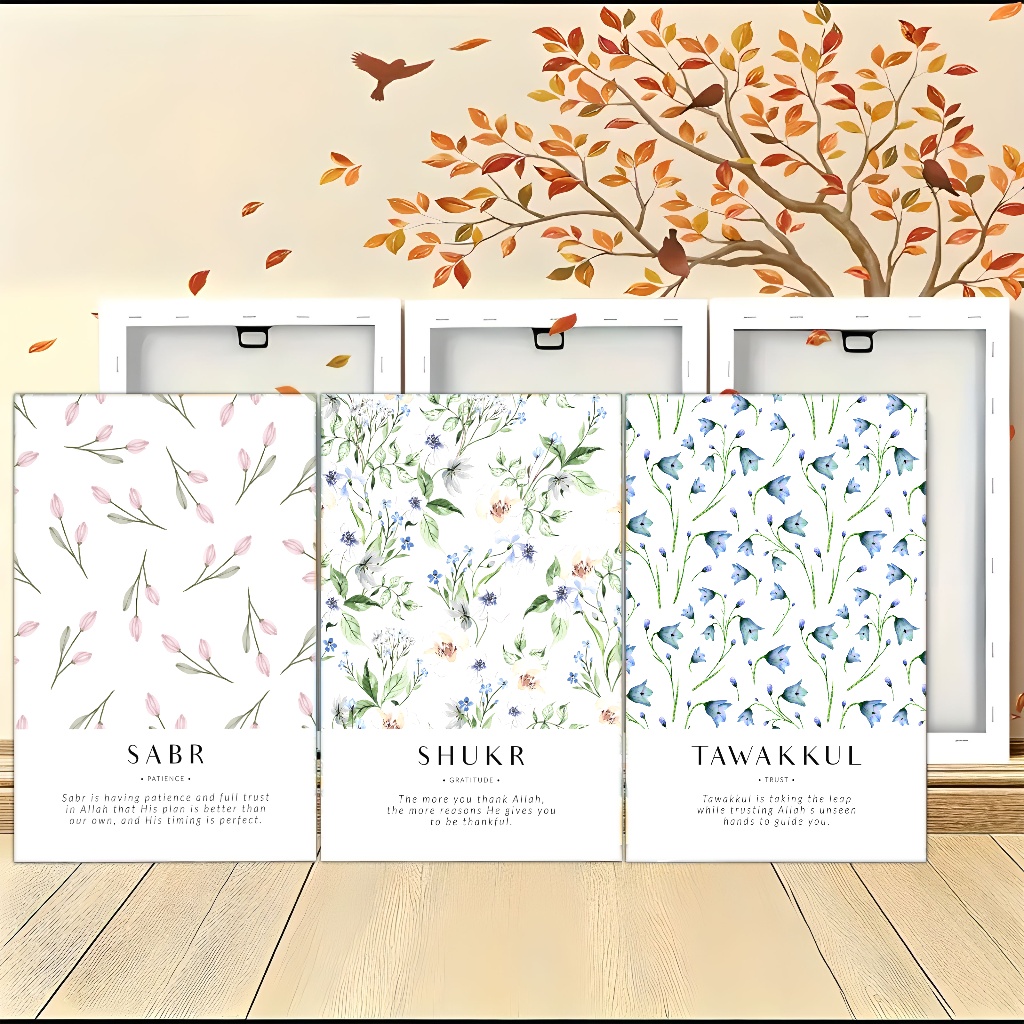 SABR
• PATIENCE •
Sabr is having patience and full trust
in Allah that His plan is better than
our own, and His timing is perfect.
SHUKR
• GRATITUDE •
The more you thank Allah,
the more reasons He gives you
to be thankful.
TAWAKKUL
• TRUST •
Tawakkul is taking the leap
while trusting Allah s unseen
hands to guide you.